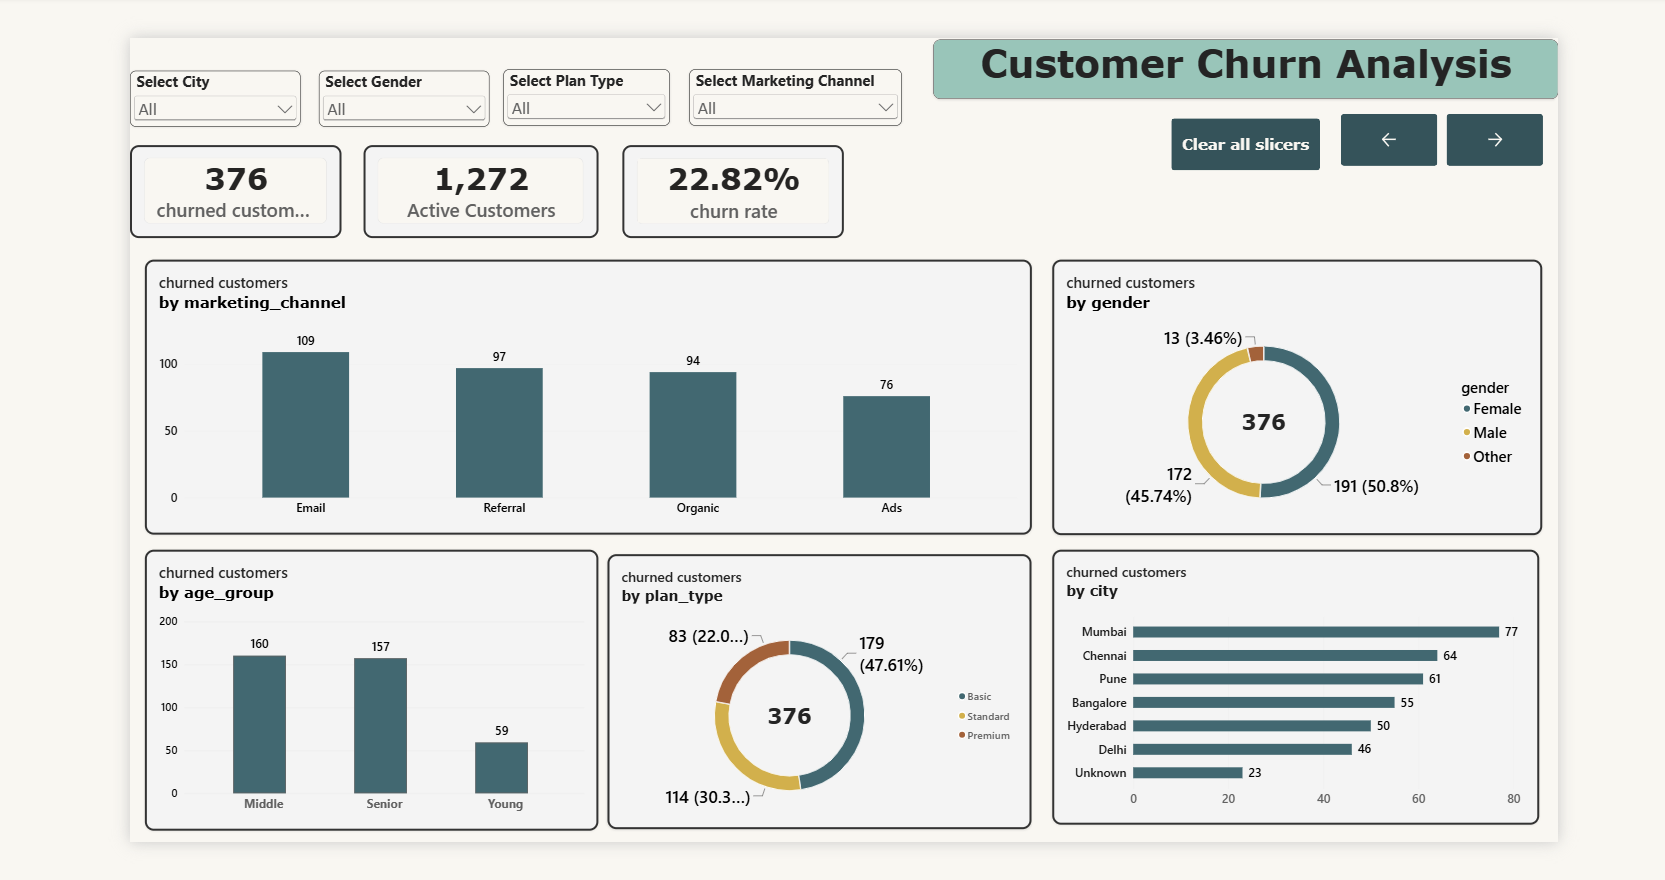 Customer Churn Analysis
Select City
All
Select Gender
All
Select Plan Type
All
Select Marketing Channel
All
Clear all slicers
376
churned custom...
1,272
Active Customers
22.82%
churn rate
churned customers
by marketing_channel
100
50
0
109
97
94
76
Email
Referral
Organic
Ads
churned customers
by gender
13 (3.46%)
376
172
(45.74%)
191 (50.8%)
gender
Female
Male
Other
churned customers
by age_group
200
150
100
50
0
160
157
59
Middle
Senior
Young
churned customers
by plan_type
83 (22.0...)
179
(47.61%)
376
114 (30.3...)
Basic
Standard
Premium
churned customers
by city
Mumbai 77
Chennai 64
Pune 61
Bangalore 55
Hyderabad 50
Delhi 46
Unknown 23
0 20 40 60 80